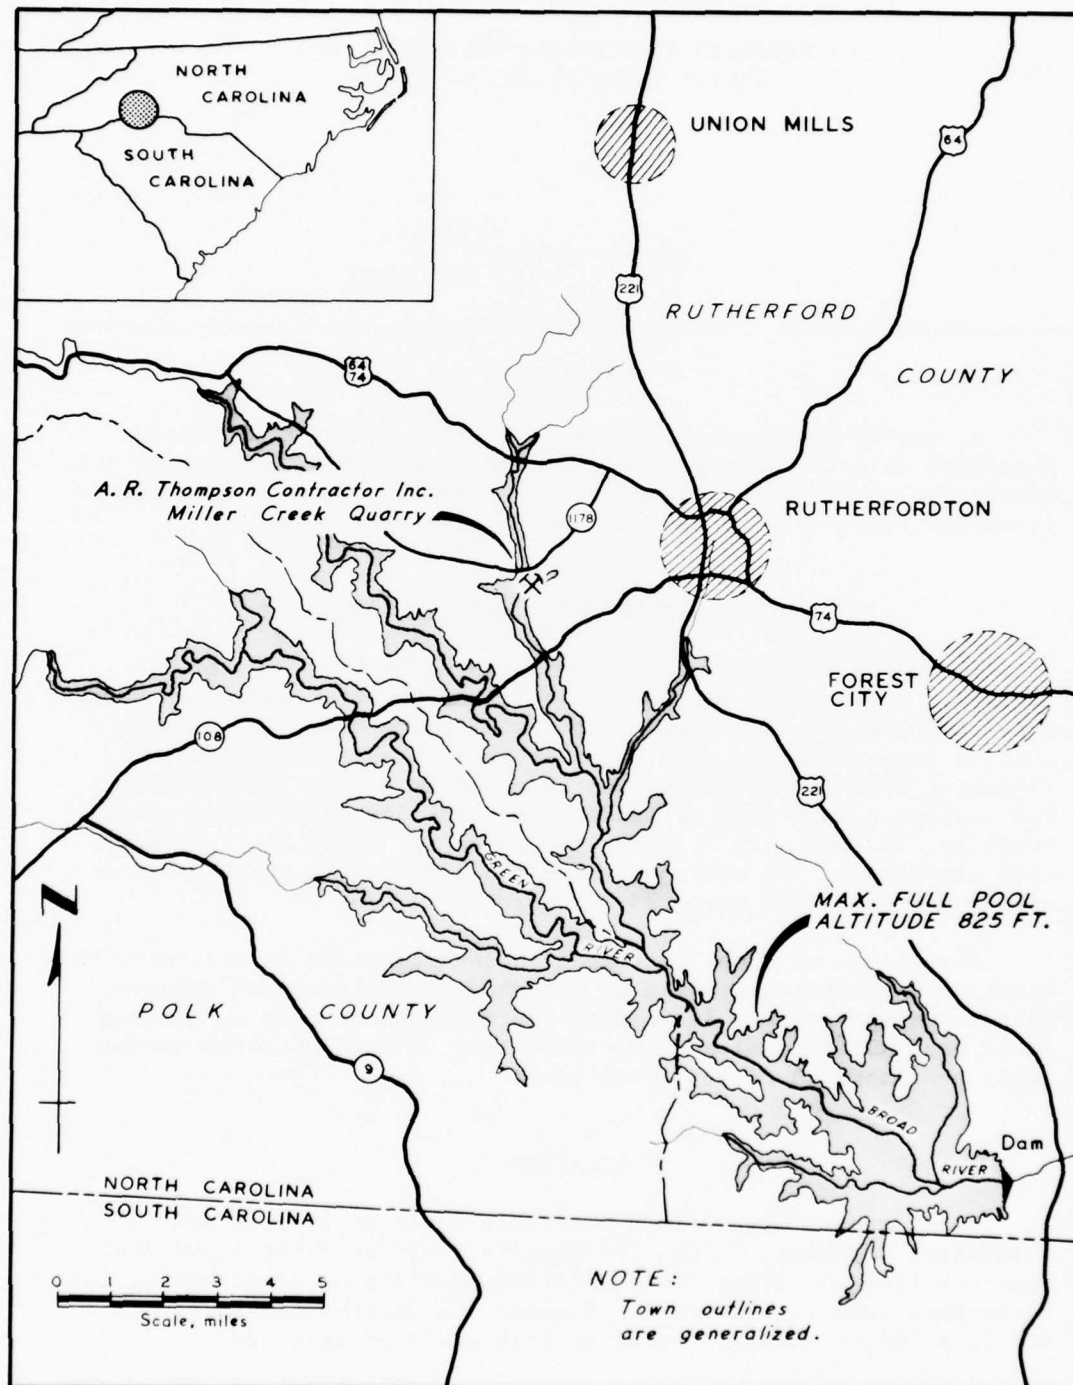 NORTH
CAROLINA
SOUTH
CAROLINA
UNION MILLS
64
221
RUTHERFORD
COUNTY
64
74
A. R. Thompson Contractor Inc.
Miller Creek Quarry
1178
RUTHERFORDTON
74
FOREST
CITY
108
221
GREEN
RIVER
MAX. FULL POOL
ALTITUDE 825 FT.
N
POLK COUNTY
9
BROAD
RIVER
Dam
NORTH CAROLINA
SOUTH CAROLINA
0 1 2 3 4 5
Scale, miles
NOTE:
Town outlines
are generalized.